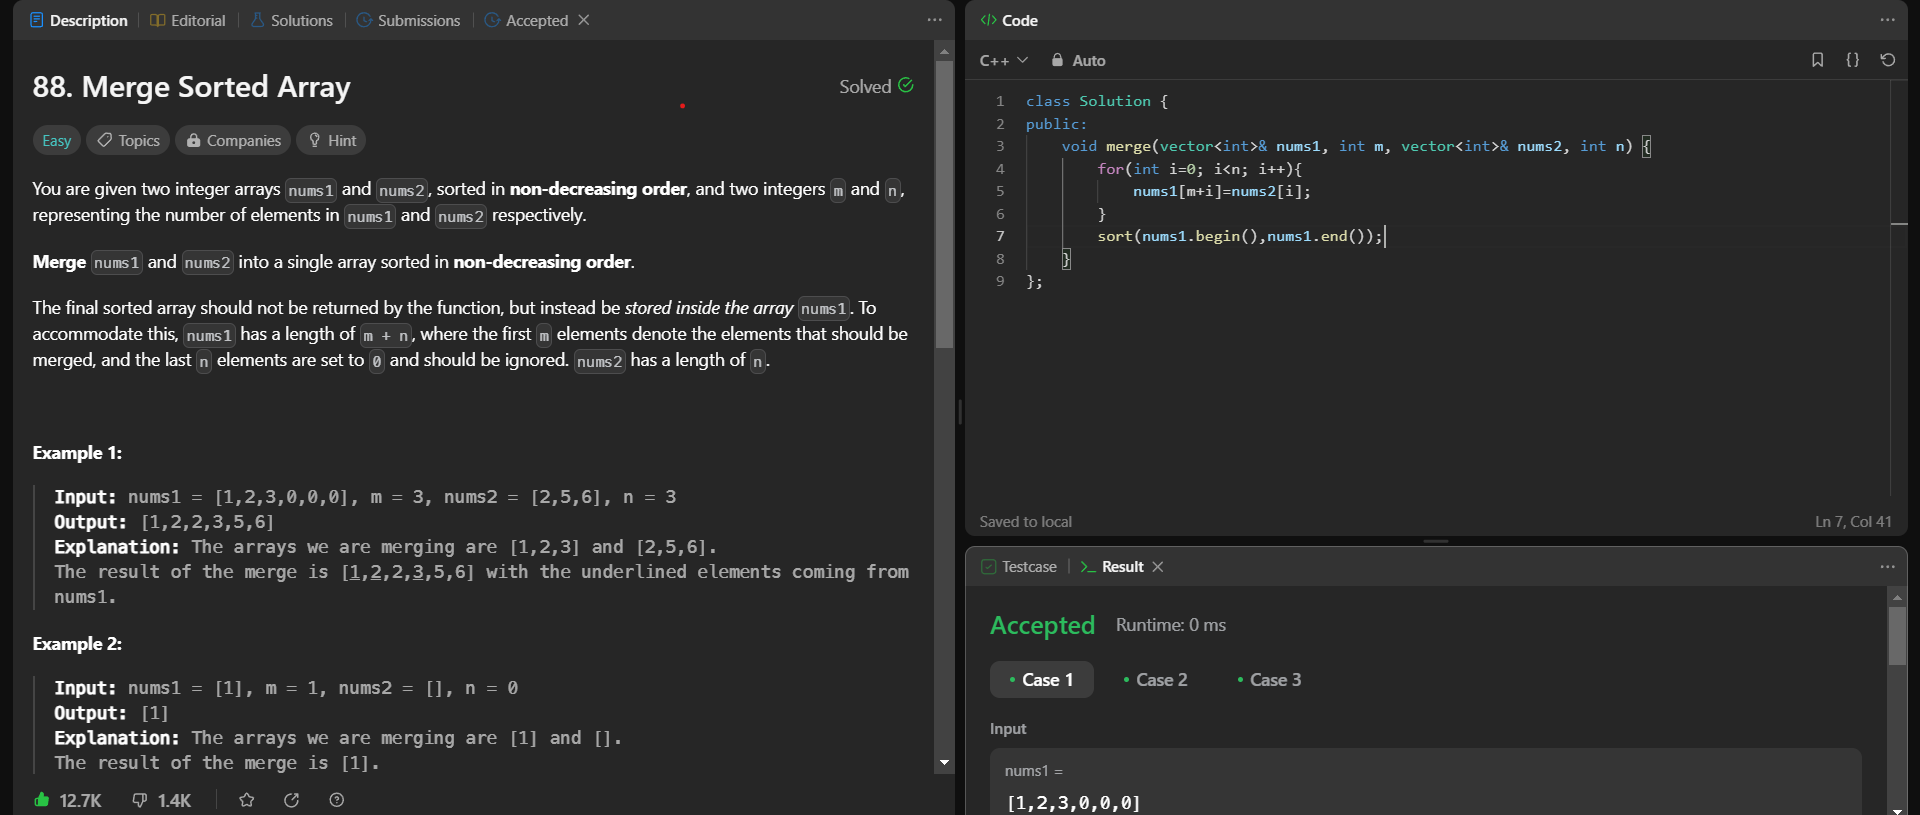 Description
Editorial
Solutions
Submissions
Accepted
88. Merge Sorted Array
Solved
Easy
Topics
Companies
Hint
You are given two integer arrays nums1 and nums2, sorted in non-decreasing order, and two integers m and n,
representing the number of elements in nums1 and nums2 respectively.
Merge nums1 and nums2 into a single array sorted in non-decreasing order.
The final sorted array should not be returned by the function, but instead be stored inside the array nums1. To
accommodate this, nums1 has a length of m + n, where the first m elements denote the elements that should be
merged, and the last n elements are set to 0 and should be ignored. nums2 has a length of n.
Example 1:
Input: nums1 = [1,2,3,0,0,0], m = 3, nums2 = [2,5,6], n = 3
Output: [1,2,2,3,5,6]
Explanation: The arrays we are merging are [1,2,3] and [2,5,6].
The result of the merge is [1,2,2,3,5,6] with the underlined elements coming from
nums1.
Example 2:
Input: nums1 = [1], m = 1, nums2 = [], n = 0
Output: [1]
Explanation: The arrays we are merging are [1] and [].
The result of the merge is [1].
12.7K
1.4K
</> Code
C++
Auto
{}
1 class Solution {
2 public:
3 void merge(vector<int>& nums1, int m, vector<int>& nums2, int n) {
4 for(int i=0; i<n; i++){
5 nums1[m+i]=nums2[i];
6 }
7 sort(nums1.begin(),nums1.end());
8 }
9 };
Saved to local
Ln 7, Col 41
Testcase
>_ Result
Accepted
Runtime: 0 ms
• Case 1
• Case 2
• Case 3
Input
nums1 =
[1,2,3,0,0,0]